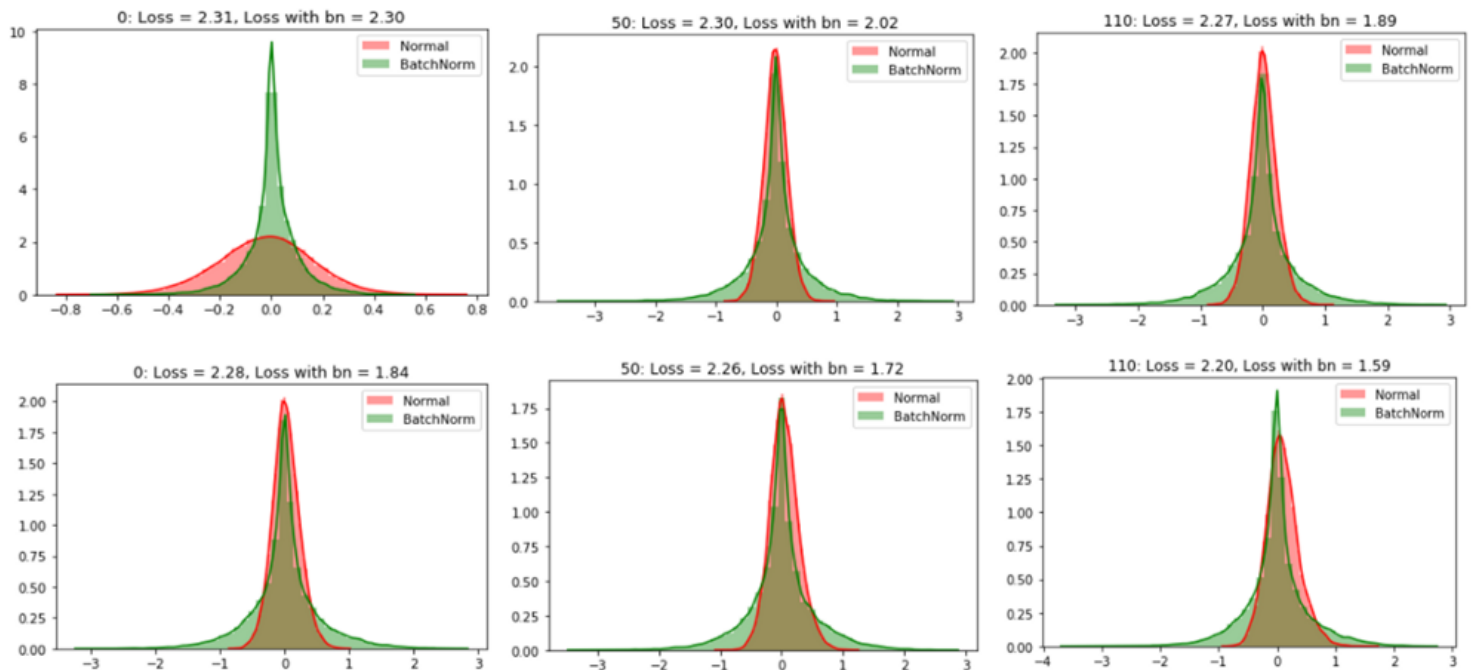 0: Loss = 2.31, Loss with bn = 2.30
10
8
6
4
2
0
−0.8 −0.6 −0.4 −0.2 0.0 0.2 0.4 0.6 0.8
Normal
BatchNorm
50: Loss = 2.30, Loss with bn = 2.02
2.0
1.5
1.0
0.5
0.0
−3 −2 −1 0 1 2 3
Normal
BatchNorm
110: Loss = 2.27, Loss with bn = 1.89
2.00
1.75
1.50
1.25
1.00
0.75
0.50
0.25
0.00
−3 −2 −1 0 1 2 3
Normal
BatchNorm
0: Loss = 2.28, Loss with bn = 1.84
2.00
1.75
1.50
1.25
1.00
0.75
0.50
0.25
0.00
−3 −2 −1 0 1 2 3
Normal
BatchNorm
50: Loss = 2.26, Loss with bn = 1.72
1.75
1.50
1.25
1.00
0.75
0.50
0.25
0.00
−3 −2 −1 0 1 2 3
Normal
BatchNorm
110: Loss = 2.20, Loss with bn = 1.59
2.00
1.75
1.50
1.25
1.00
0.75
0.50
0.25
0.00
−4 −3 −2 −1 0 1 2 3
Normal
BatchNorm